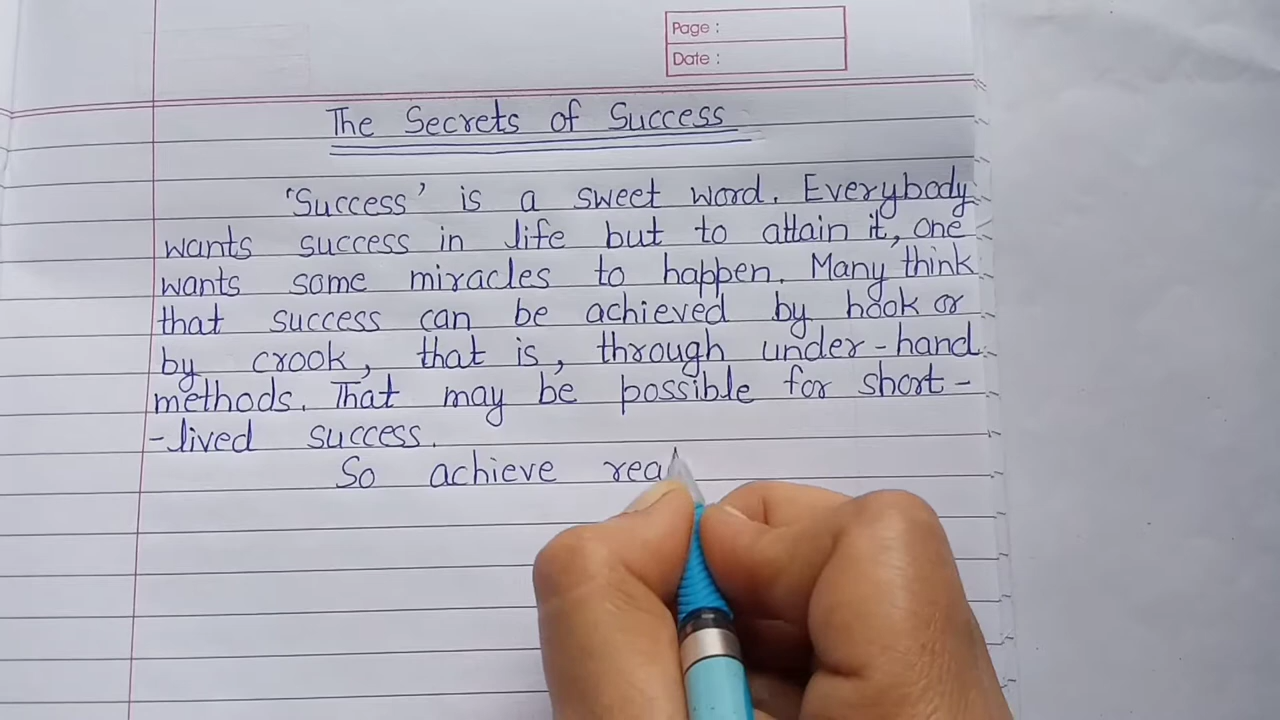 Page :
Date :
The Secrets of Success
'Success' is a sweet word. Everybody
wants success in life but to attain it, one
wants some miracles to happen. Many think
that success can be achieved by hook or
by crook, that is, through under-hand
methods. That may be possible for short-
-lived success.
So achieve rea